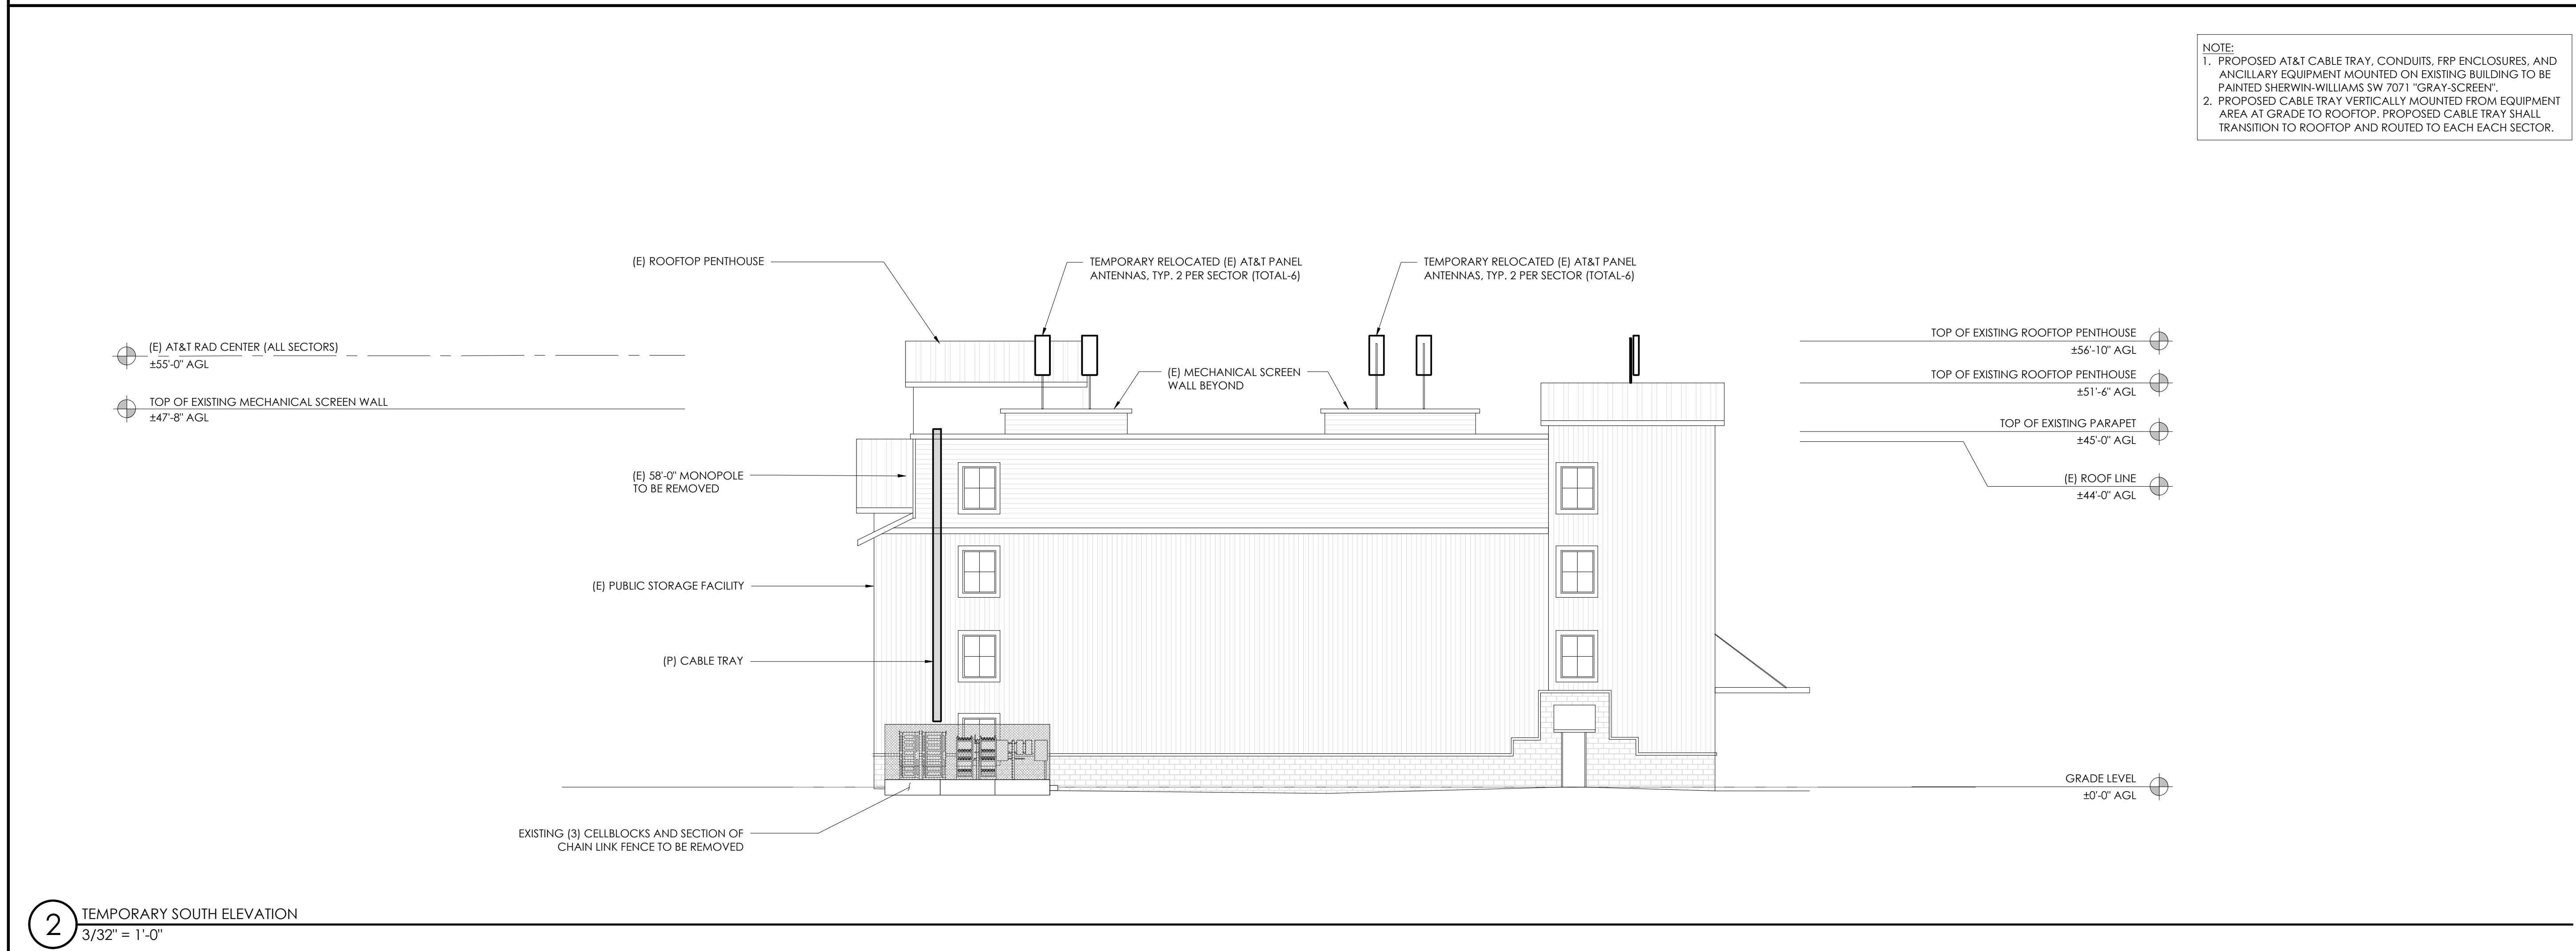 NOTE:
1. PROPOSED AT&T CABLE TRAY, CONDUITS, FRP ENCLOSURES, AND
ANCILLARY EQUIPMENT MOUNTED ON EXISTING BUILDING TO BE
PAINTED SHERWIN-WILLIAMS SW 7071 "GRAY-SCREEN".
2. PROPOSED CABLE TRAY VERTICALLY MOUNTED FROM EQUIPMENT
AREA AT GRADE TO ROOFTOP. PROPOSED CABLE TRAY SHALL
TRANSITION TO ROOFTOP AND ROUTED TO EACH EACH SECTOR.
(E) ROOFTOP PENTHOUSE
TEMPORARY RELOCATED (E) AT&T PANEL
ANTENNAS, TYP. 2 PER SECTOR (TOTAL-6)
TEMPORARY RELOCATED (E) AT&T PANEL
ANTENNAS, TYP. 2 PER SECTOR (TOTAL-6)
(E) AT&T RAD CENTER (ALL SECTORS)
±55'-0" AGL
TOP OF EXISTING MECHANICAL SCREEN WALL
±47'-8" AGL
(E) MECHANICAL SCREEN
WALL BEYOND
TOP OF EXISTING ROOFTOP PENTHOUSE
±56'-10" AGL
TOP OF EXISTING ROOFTOP PENTHOUSE
±51'-6" AGL
TOP OF EXISTING PARAPET
±45'-0" AGL
(E) ROOF LINE
±44'-0" AGL
(E) 58'-0" MONOPOLE
TO BE REMOVED
(E) PUBLIC STORAGE FACILITY
(P) CABLE TRAY
GRADE LEVEL
±0'-0" AGL
EXISTING (3) CELLBLOCKS AND SECTION OF
CHAIN LINK FENCE TO BE REMOVED
2
TEMPORARY SOUTH ELEVATION
3/32" = 1'-0"